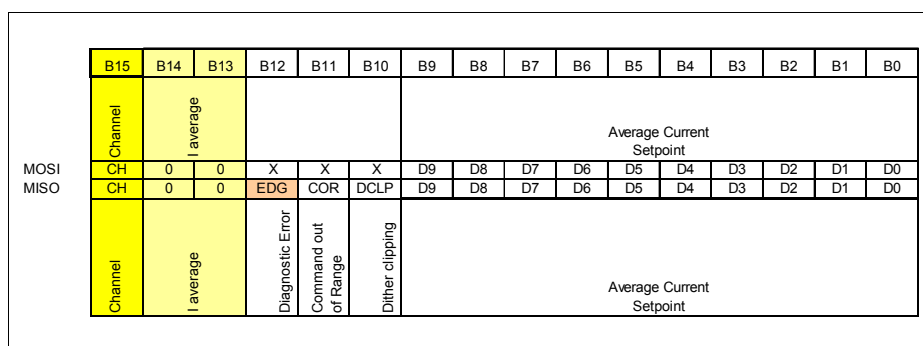 B15 B14 B13 B12 B11 B10 B9 B8 B7 B6 B5 B4 B3 B2 B1 B0
Channel
I average
Average Current
Setpoint
MOSI CH 0 0 X X X D9 D8 D7 D6 D5 D4 D3 D2 D1 D0
MISO CH 0 0 EDG COR DCLP D9 D8 D7 D6 D5 D4 D3 D2 D1 D0
Channel
I average
Diagnostic Error
Command out
of Range
Dither clipping
Average Current
Setpoint